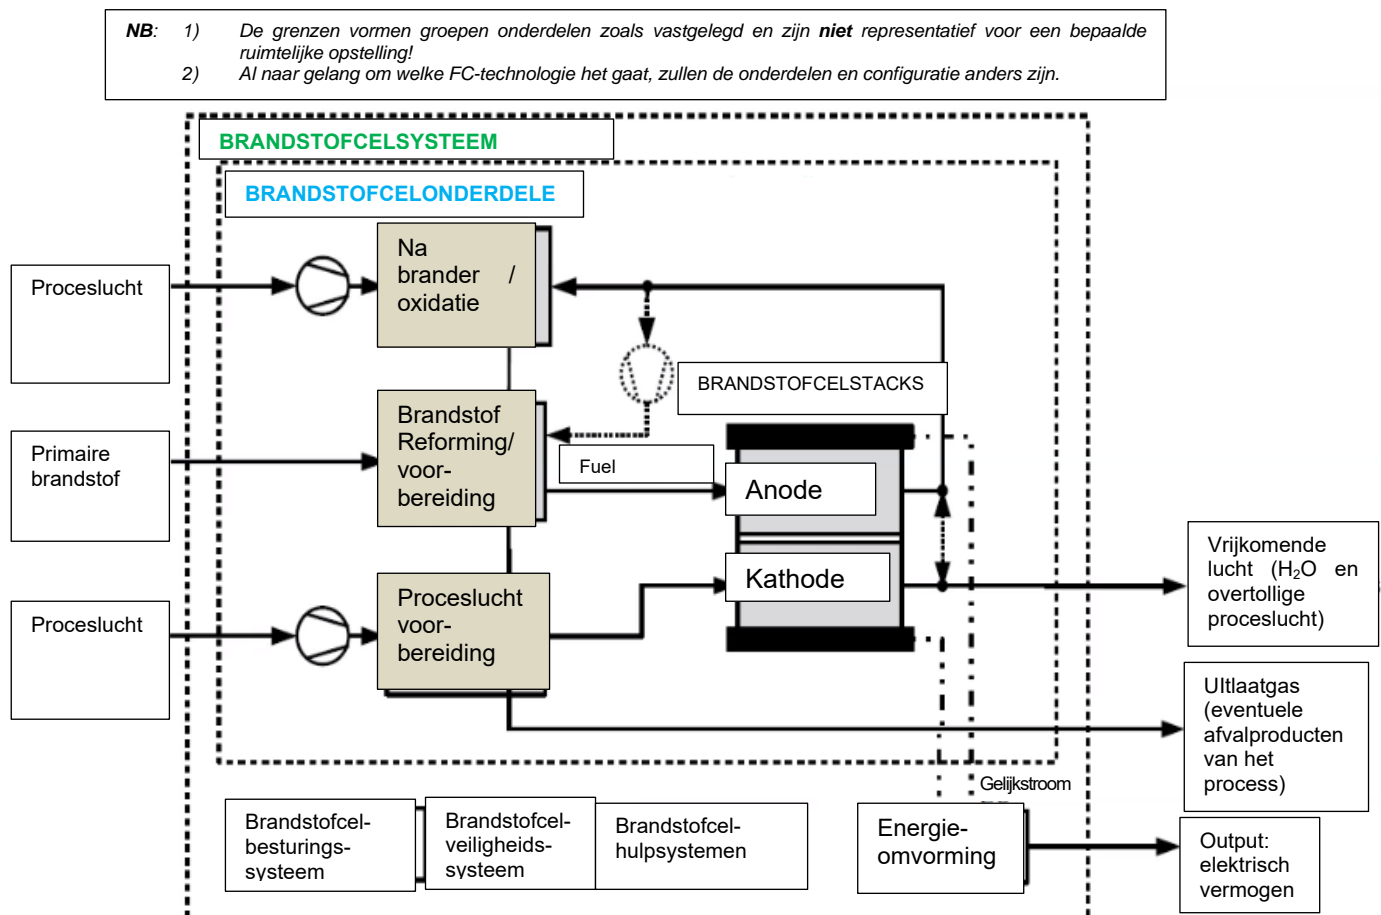 NB: 1) De grenzen vormen groepen onderdelen zoals vastgelegd en zijn niet representatief voor een bepaalde
ruimtelijke opstelling!
2) Al naar gelang om welke FC-technologie het gaat, zullen de onderdelen en configuratie anders zijn.
BRANDSTOFCELSYSTEEM
BRANDSTOFCELONDERDELE
Proceslucht
Na
brander /
oxidatie
BRANDSTOFCELSTACKS
Primaire
brandstof
Brandstof
Reforming/
voor-
bereiding
Fuel
Anode
Kathode
Proceslucht
Proceslucht
voor-
bereiding
Vrijkomende
lucht (H₂O en
overtollige
proceslucht)
UItlaatgas
(eventuele
afvalproducten
van het
process)
Gelijkstroom
Brandstofcel-
besturings-
systeem
Brandstofcel-
veiligheids-
systeem
Brandstofcel-
hulpsystemen
Energie-
omvorming
Output:
elektrisch
vermogen